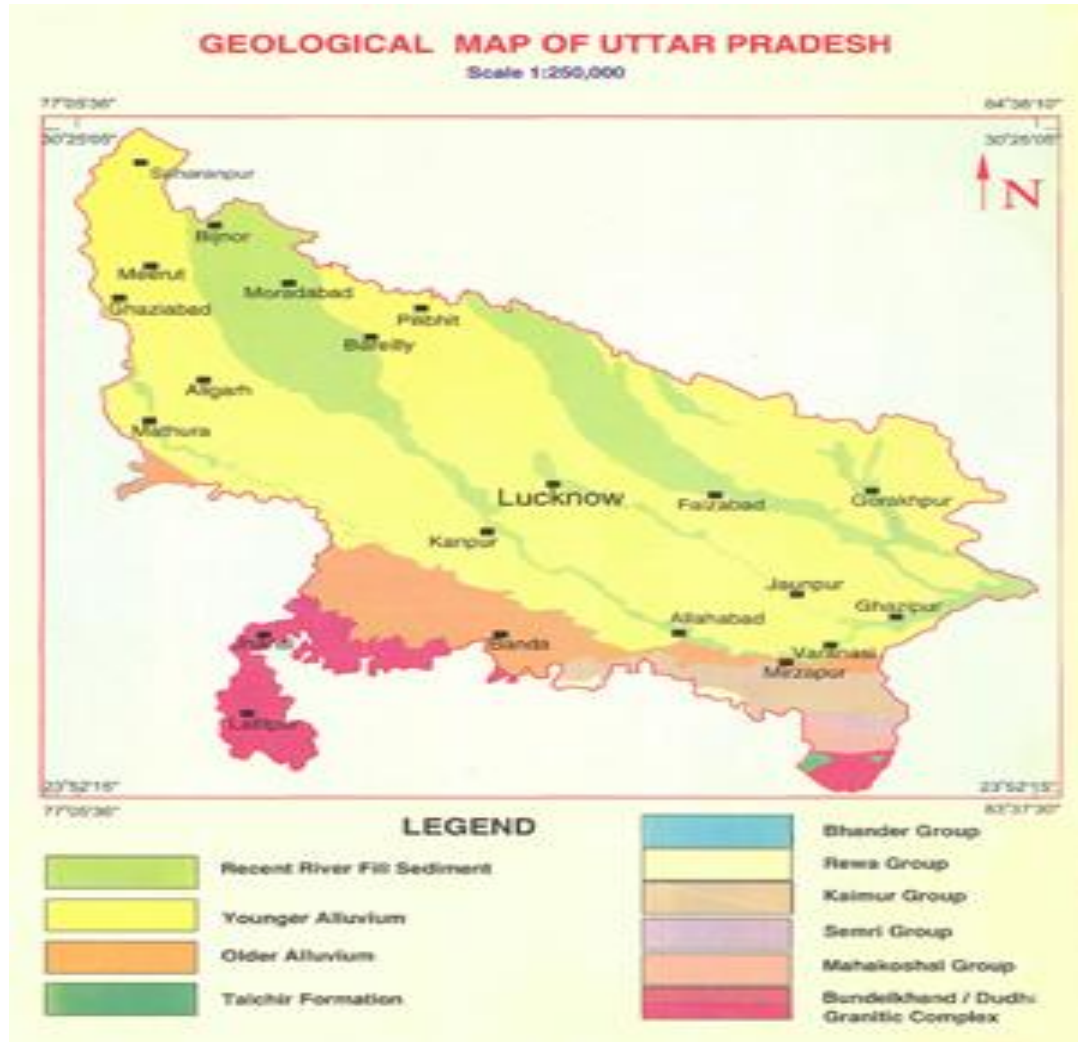 GEOLOGICAL MAP OF UTTAR PRADESH
Scale 1:250,000
77°05'36"
84°38'10"
30°25'05"
30°25'05"
N
Saharanpur
Bijnor
Meerut
Moradabad
Ghaziabad
Pilibhit
Bareilly
Aligarh
Mathura
Lucknow
Faizabad
Gorakhpur
Kanpur
Jaunpur
Ghazipur
Allahabad
Jhansi
Banda
Varanasi
Mirzapur
Lalitpur
23°52'15"
23°52'15"
77°05'36"
83°37'30"
LEGEND
Recent River Fill Sediment
Younger Alluvium
Older Alluvium
Talchir Formation
Bhander Group
Rewa Group
Kaimur Group
Semri Group
Mahakoshal Group
Bundelkhand / Dudhi
Granitic Complex